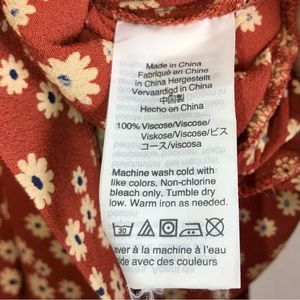 Made in China
Fabriqué en Chine
in China Hergestellt
Vervaardigd in China
中国製
Hecho en China
100% Viscose/Viscose/
Viskose/Viscose/ビス
コース/viscosa
Machine wash cold with
like colors. Non-chlorine
bleach only. Tumble dry
low. Warm iron as needed.
30
aver à la machine à l'eau
ide avec des couleurs